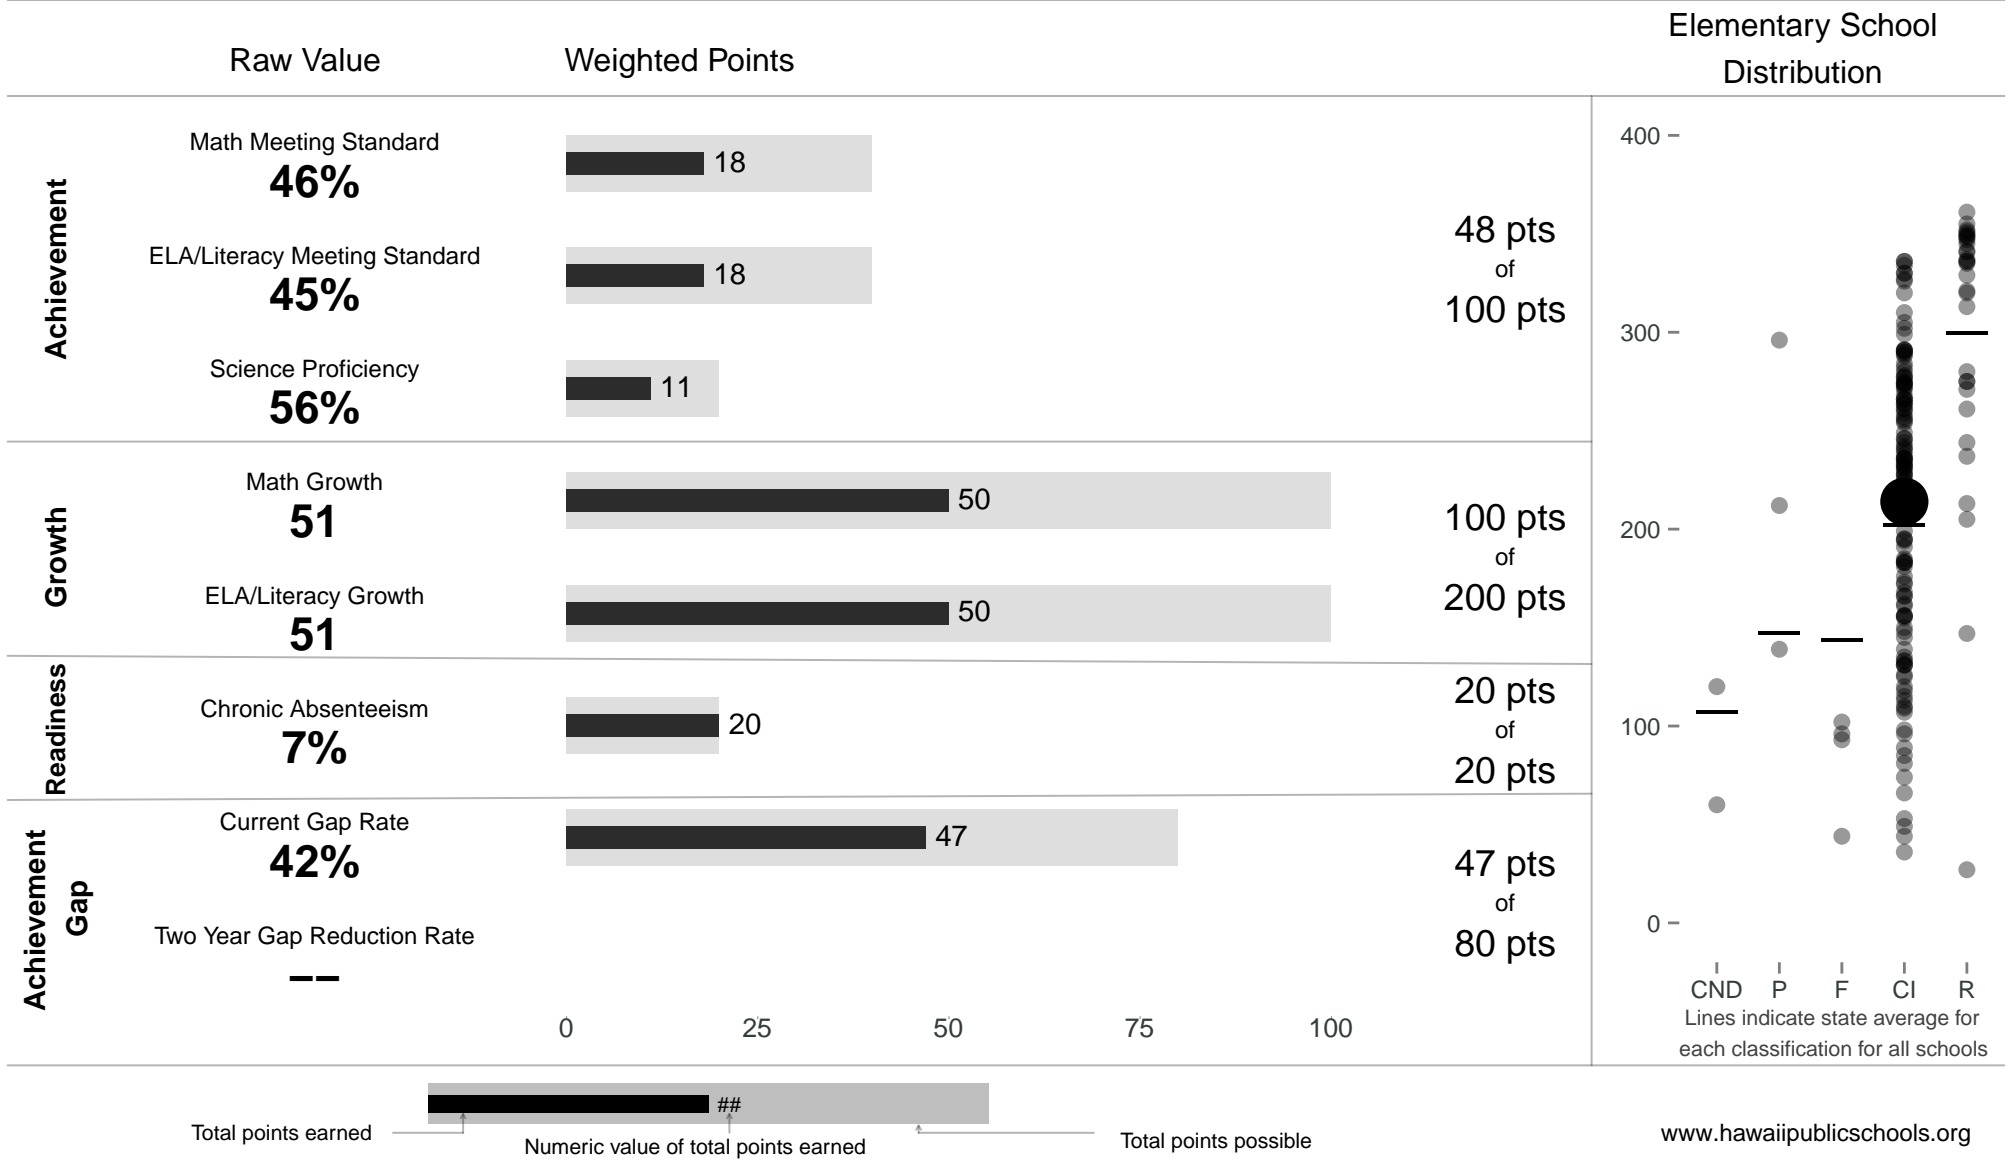 Raw Value
Weighted Points
Elementary School
Distribution
Achievement
Math Meeting Standard
46%
18
ELA/Literacy Meeting Standard
45%
18
Science Proficiency
56%
11
48 pts
of
100 pts
Growth
Math Growth
51
50
ELA/Literacy Growth
51
50
100 pts
of
200 pts
Readiness
Chronic Absenteeism
7%
20
20 pts
of
20 pts
Achievement
Gap
Current Gap Rate
42%
47
Two Year Gap Reduction Rate
––
47 pts
of
80 pts
0 25 50 75 100
400
300
200
100
0
CND P F CI R
Lines indicate state average for
each classification for all schools
##
Total points earned
Numeric value of total points earned
Total points possible
www.hawaiipublicschools.org